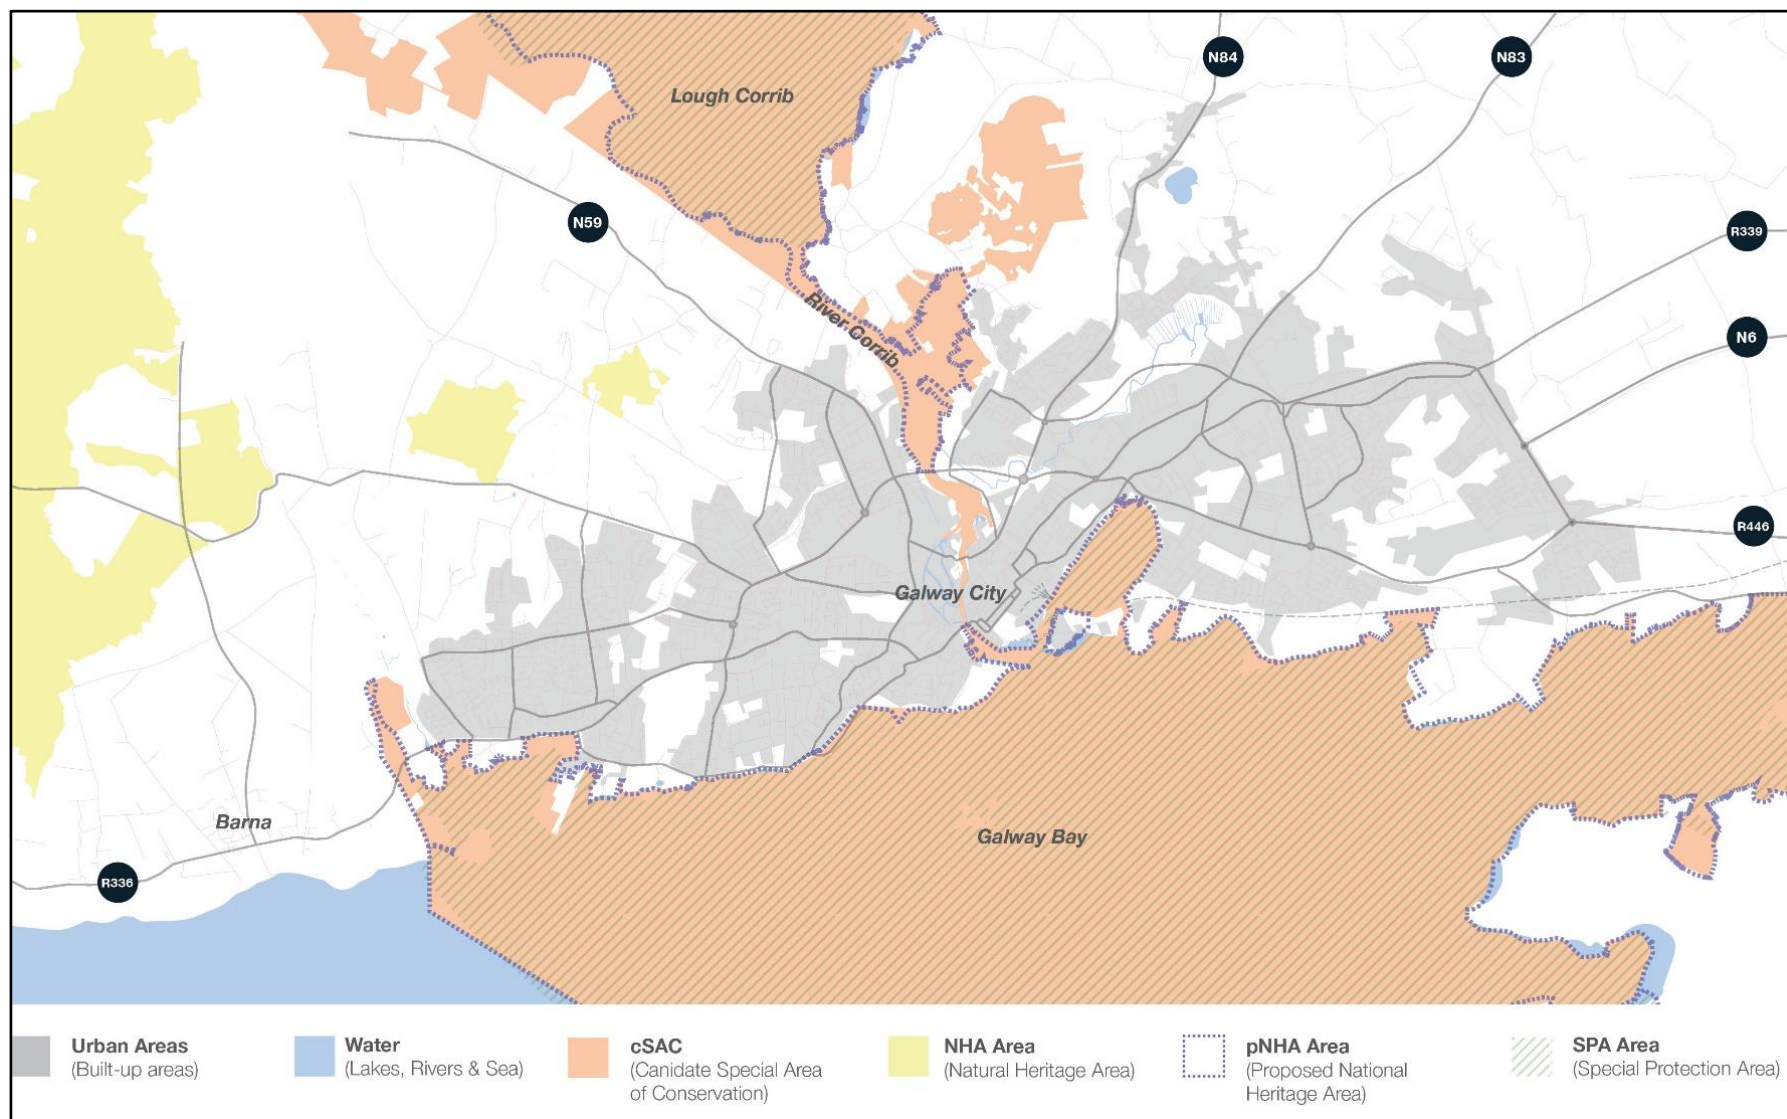 N84
N83
Lough Corrib
N59
R339
River Corrib
N6
R446
Galway City
Barna
Galway Bay
R336
Urban Areas
(Built-up areas)
Water
(Lakes, Rivers & Sea)
cSAC
(Canidate Special Area
of Conservation)
NHA Area
(Natural Heritage Area)
pNHA Area
(Proposed National
Heritage Area)
SPA Area
(Special Protection Area)